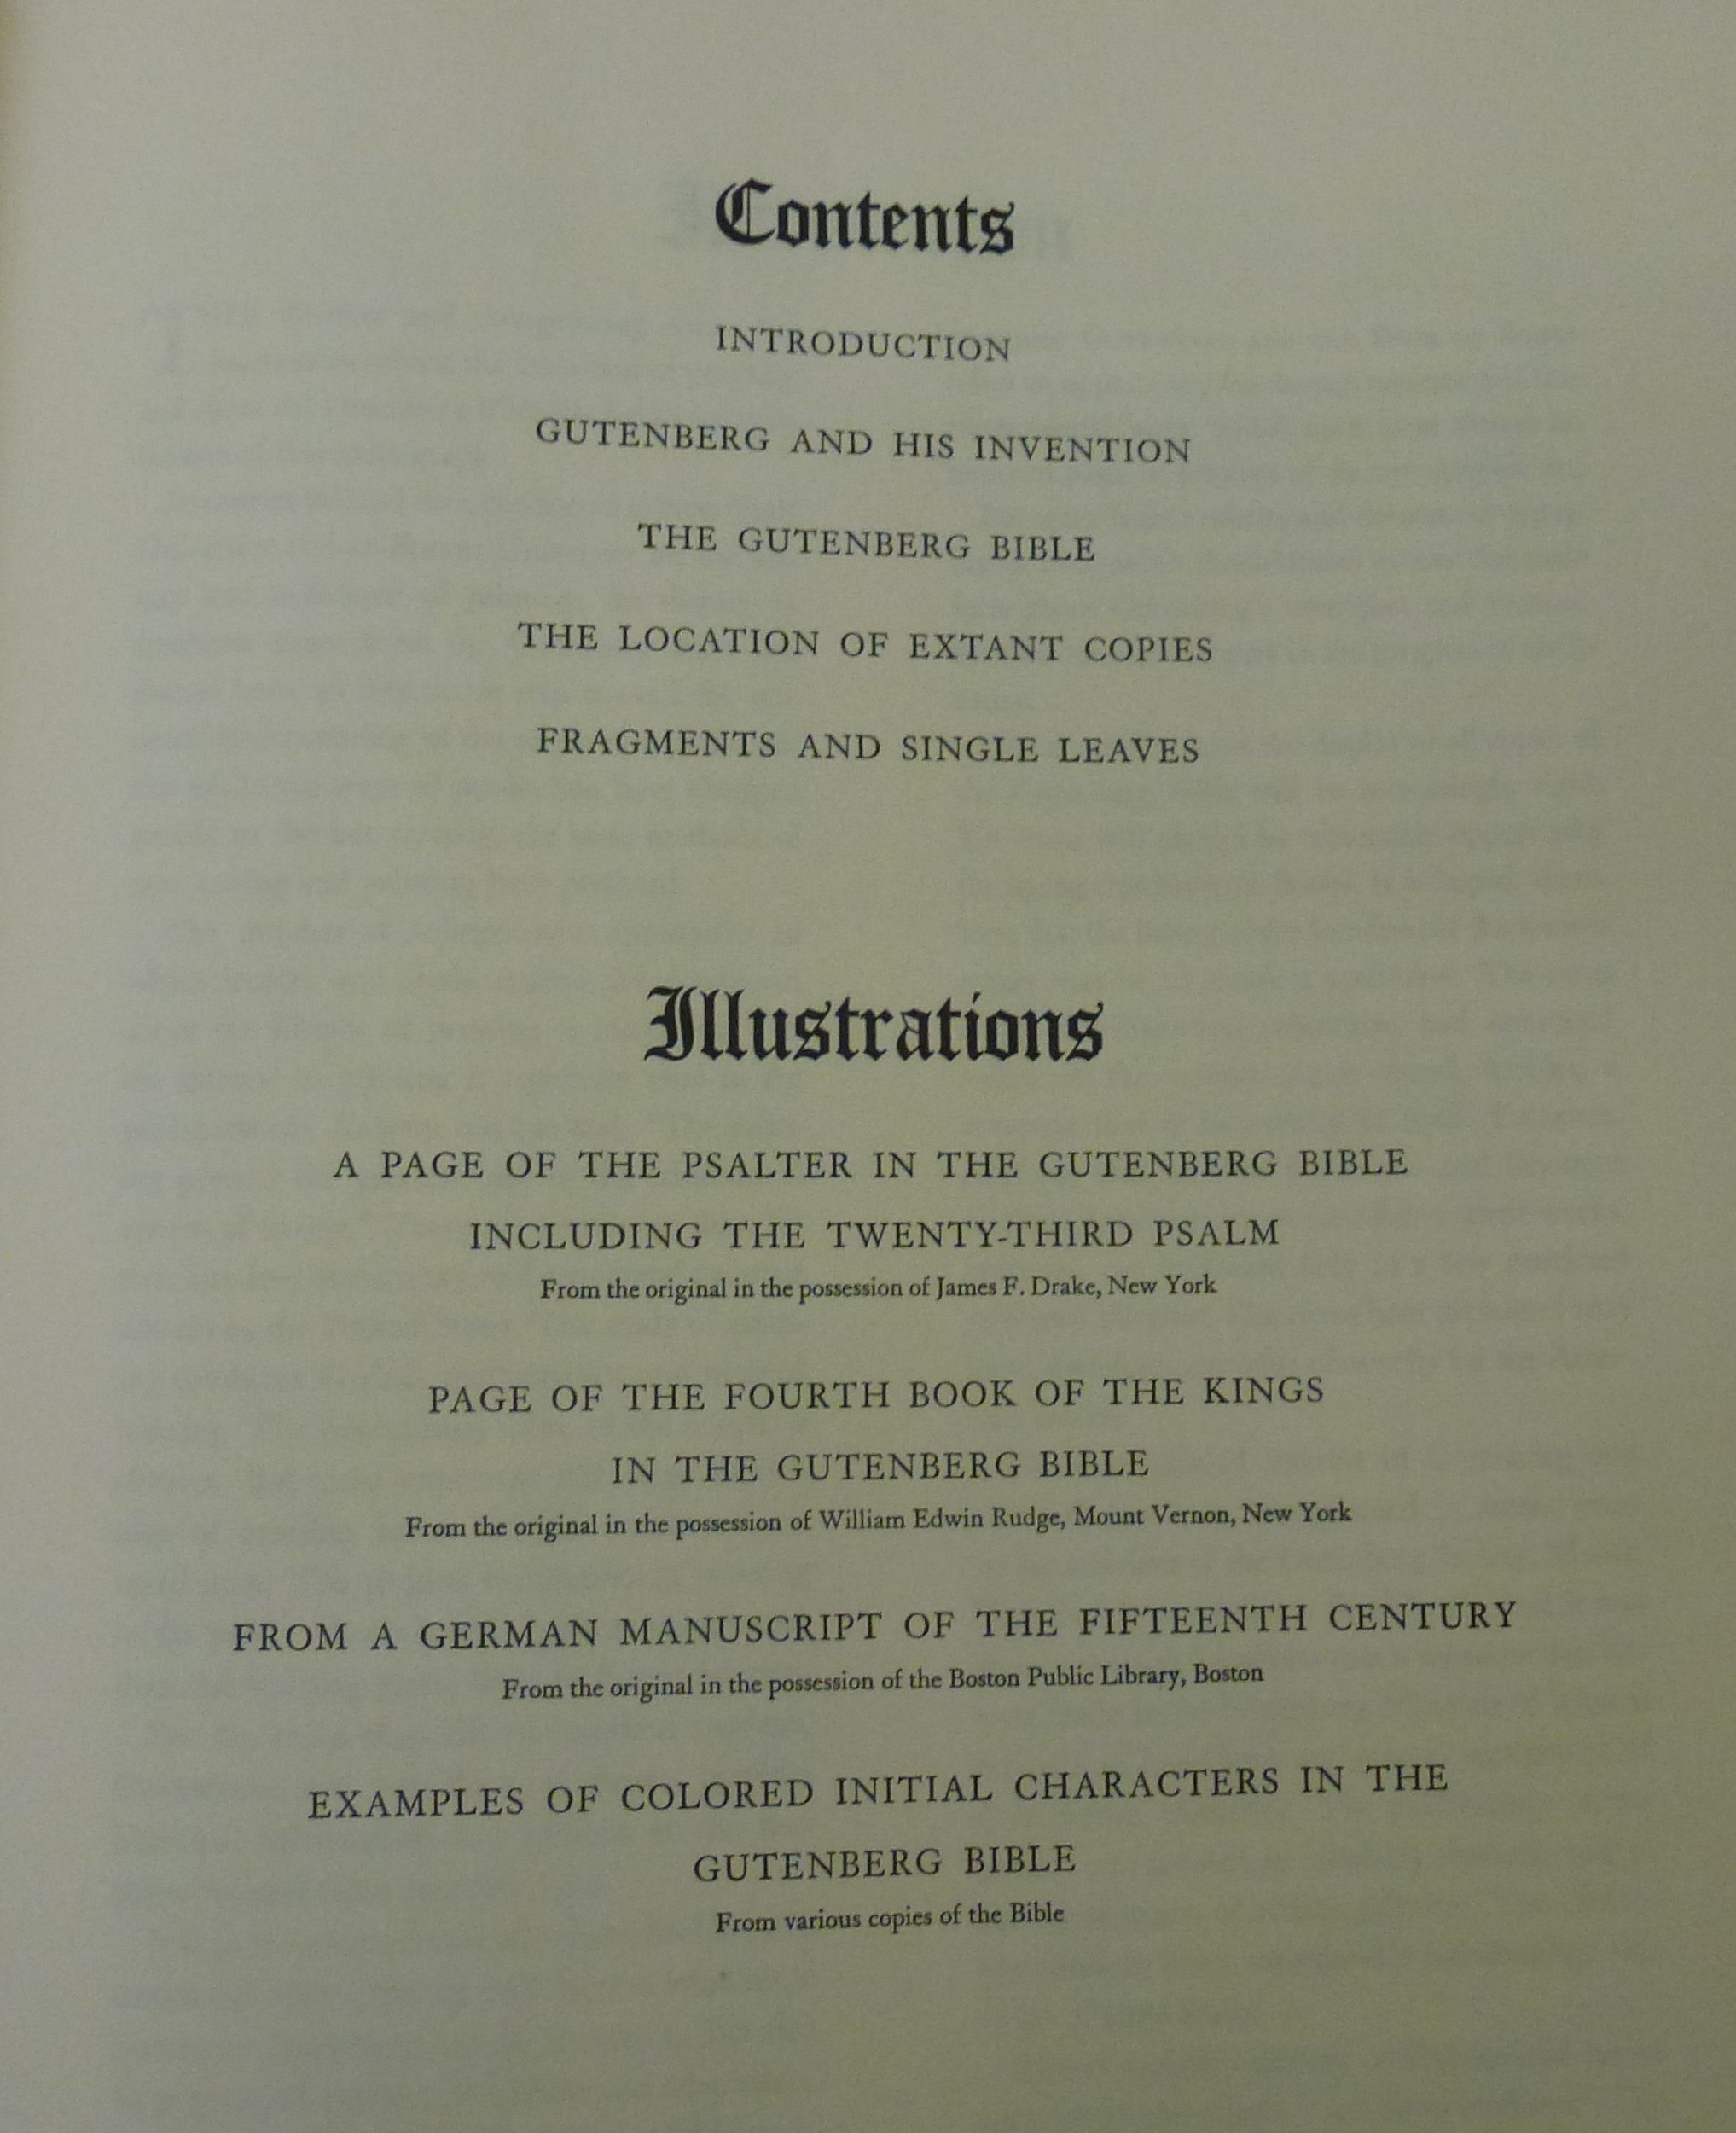 Contents
INTRODUCTION
GUTENBERG AND HIS INVENTION
THE GUTENBERG BIBLE
THE LOCATION OF EXTANT COPIES
FRAGMENTS AND SINGLE LEAVES
Illustrations
A PAGE OF THE PSALTER IN THE GUTENBERG BIBLE
INCLUDING THE TWENTY-THIRD PSALM
From the original in the possession of James F. Drake, New York
PAGE OF THE FOURTH BOOK OF THE KINGS
IN THE GUTENBERG BIBLE
From the original in the possession of William Edwin Rudge, Mount Vernon, New York
FROM A GERMAN MANUSCRIPT OF THE FIFTEENTH CENTURY
From the original in the possession of the Boston Public Library, Boston
EXAMPLES OF COLORED INITIAL CHARACTERS IN THE
GUTENBERG BIBLE
From various copies of the Bible